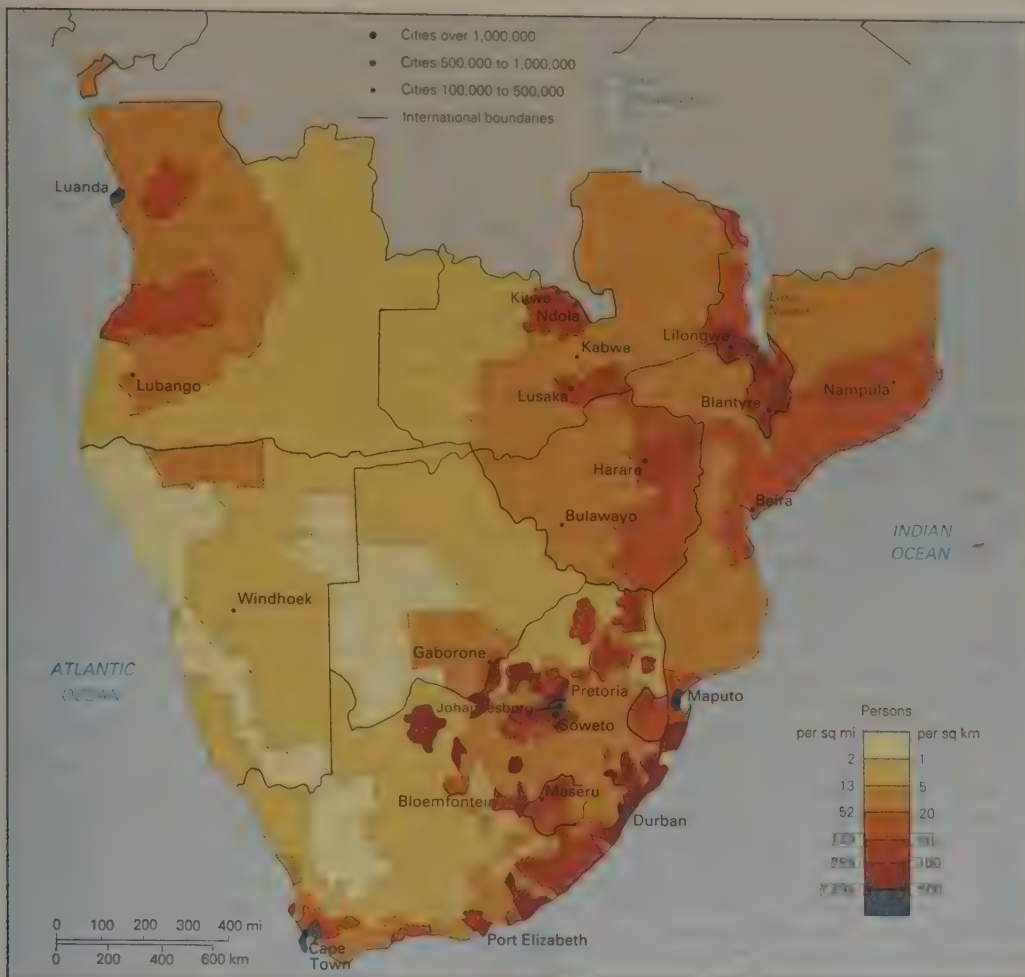 Cities over 1,000,000
Cities 500,000 to 1,000,000
Cities 100,000 to 500,000
International boundaries
Luanda
Kitwe
Ndola
Lilongwe
Kabwe
Lubango
Lusaka
Blantyre
Nampula
Harare
Beira
Bulawayo
INDIAN
OCEAN
Windhoek
Gaborone
ATLANTIC
OCEAN
Pretoria
Maputo
Johannesburg
Soweto
Persons
per sq mi per sq km
2 1
13 5
52 20
Maseru
Bloemfontein
Durban
100
500
0 100 200 300 400 mi
0 200 400 600 km
Cape
Town
Port Elizabeth